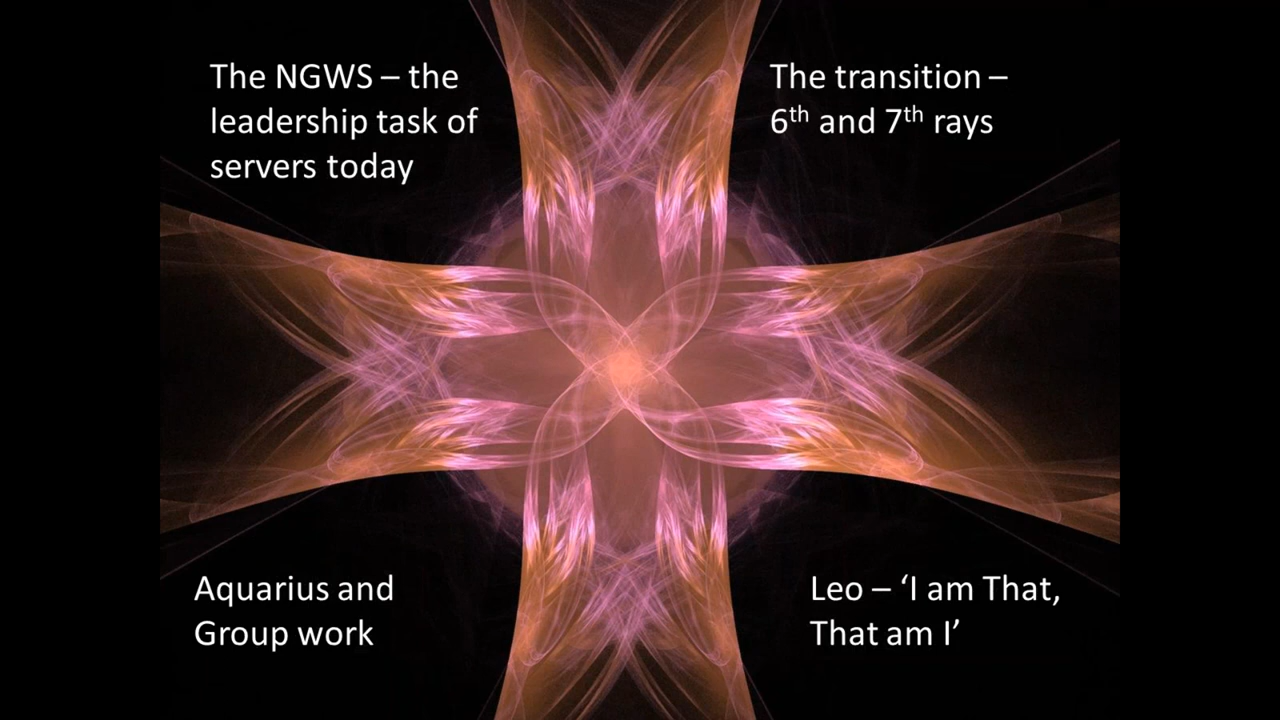 The NGWS – the
leadership task of
servers today
The transition –
6th and 7th rays
Aquarius and
Group work
Leo – ‘I am That,
That am I’